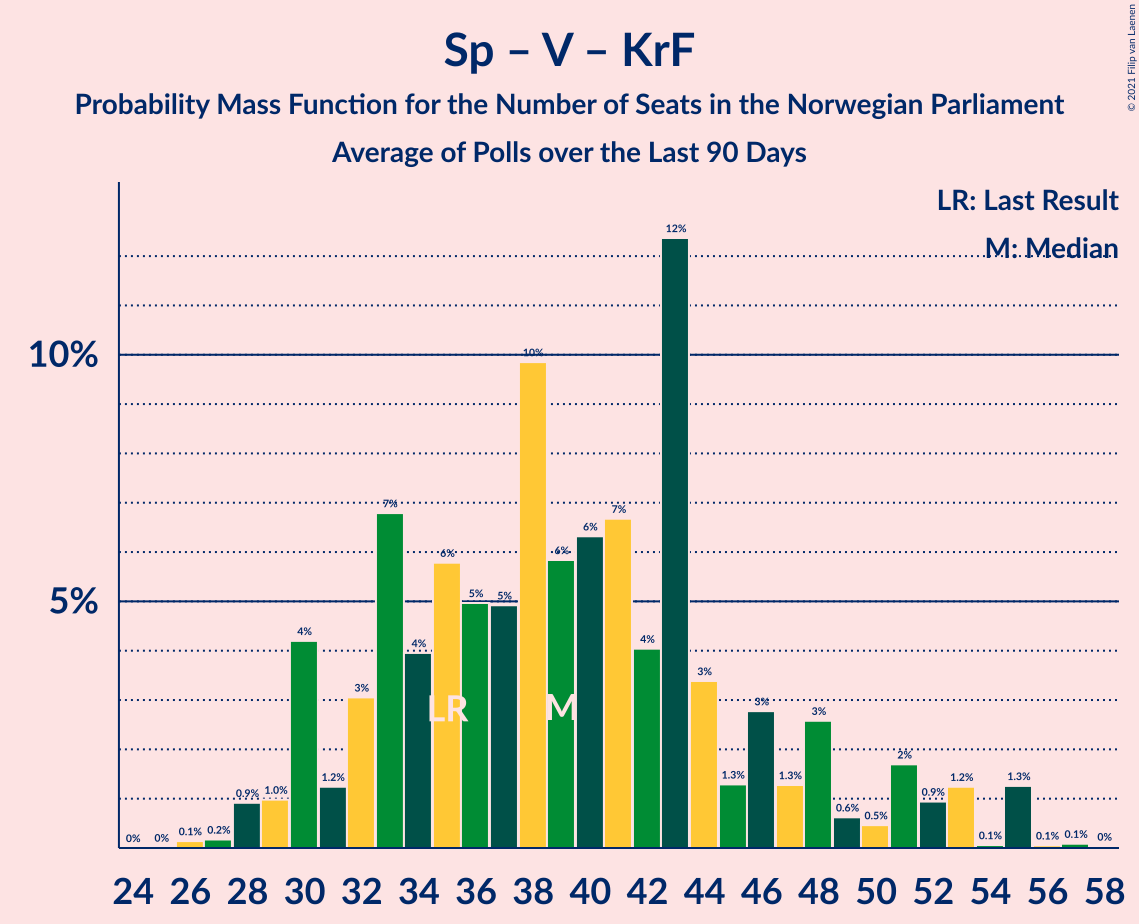 © 2021 Filip van Laenen
Sp – V – KrF
Probability Mass Function for the Number of Seats in the Norwegian Parliament
Average of Polls over the Last 90 Days
LR: Last Result
M: Median
10%
5%
0% 0% 0.1% 0.2% 0.9% 1.0% 4% 1.2% 3% 7% 4% 6% 5% 5% 10% 6% 6% 7% 4% 12% 3% 1.3% 3% 1.3% 3% 0.6% 0.5% 2% 0.9% 1.2% 0.1% 1.3% 0.1% 0.1% 0%
LR M
24 26 28 30 32 34 36 38 40 42 44 46 48 50 52 54 56 58